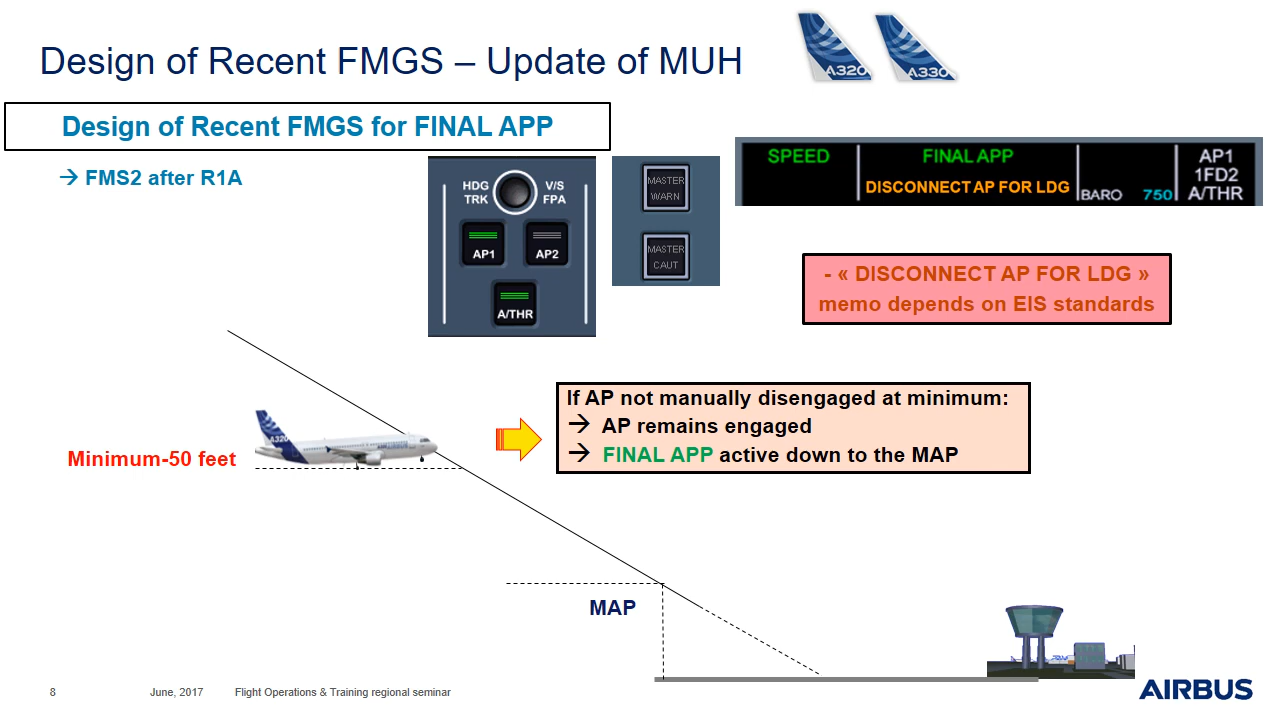 Design of Recent FMGS – Update of MUH
A320
A330
Design of Recent FMGS for FINAL APP
→ FMS2 after R1A
HDG
TRK
V/S
FPA
AP1
AP2
A/THR
MASTER
WARN
MASTER
CAUT
SPEED
FINAL APP
DISCONNECT AP FOR LDG
BARO 750
AP1
1FD2
A/THR
- « DISCONNECT AP FOR LDG »
memo depends on EIS standards
If AP not manually disengaged at minimum:
→ AP remains engaged
→ FINAL APP active down to the MAP
A320
Minimum-50 feet
MAP
8
June, 2017
Flight Operations & Training regional seminar
AIRBUS